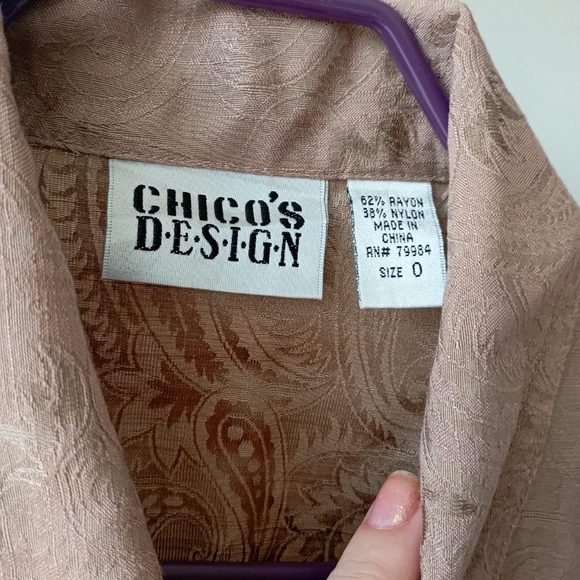 CHICO'S
D·E·S·I·G·N
62% RAYON
38% NYLON
MADE IN
CHINA
RN# 79984
SIZE 0